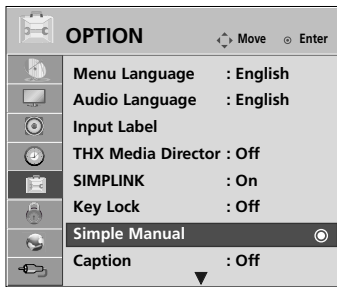 OPTION Move Enter
Menu Language : English
Audio Language : English
Input Label
THX Media Director : Off
SIMPLINK : On
Key Lock : Off
Simple Manual
Caption : Off